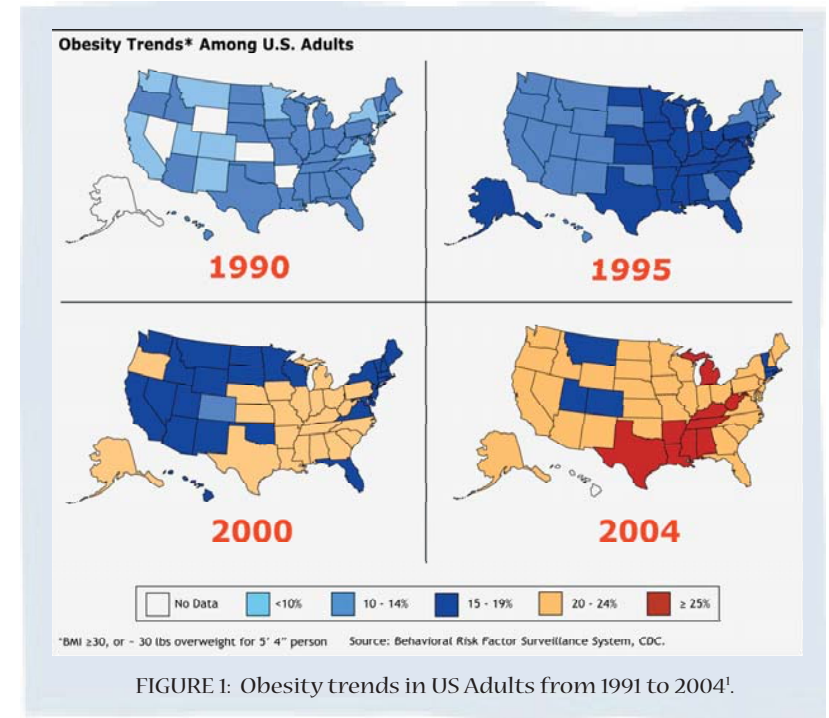 Obesity Trends* Among U.S. Adults
1990
1995
2000
2004
No Data
<10%
10 - 14%
15 - 19%
20 - 24%
≥ 25%
*BMI ≥30, or ~ 30 lbs overweight for 5' 4" person Source: Behavioral Risk Factor Surveillance System, CDC.
FIGURE 1: Obesity trends in US Adults from 1991 to 2004¹.